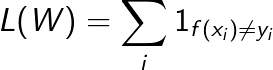 L(W) = ∑_i 1_{f(x_i)≠y_i}